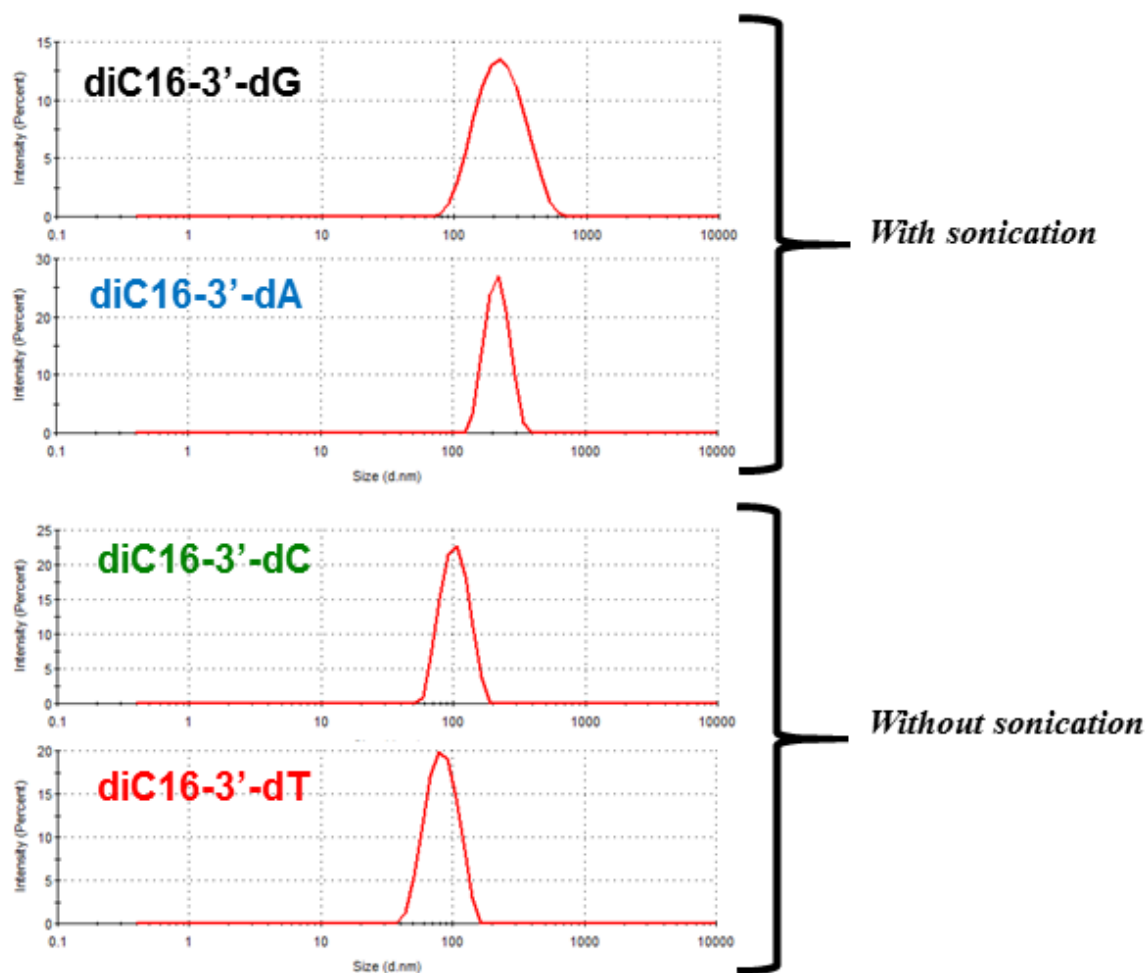 15
10
5
0
Intensity (Percent)
diC16-3’-dG
0.1 1 10 100 1000 10000
30
20
10
0
Intensity (Percent)
diC16-3’-dA
0.1 1 10 100 1000 10000
Size (d.nm)
With sonication
25
20
15
10
5
0
Intensity (Percent)
diC16-3’-dC
0.1 1 10 100 1000 10000
20
15
10
5
0
Intensity (Percent)
diC16-3’-dT
0.1 1 10 100 1000 10000
Size (d.nm)
Without sonication